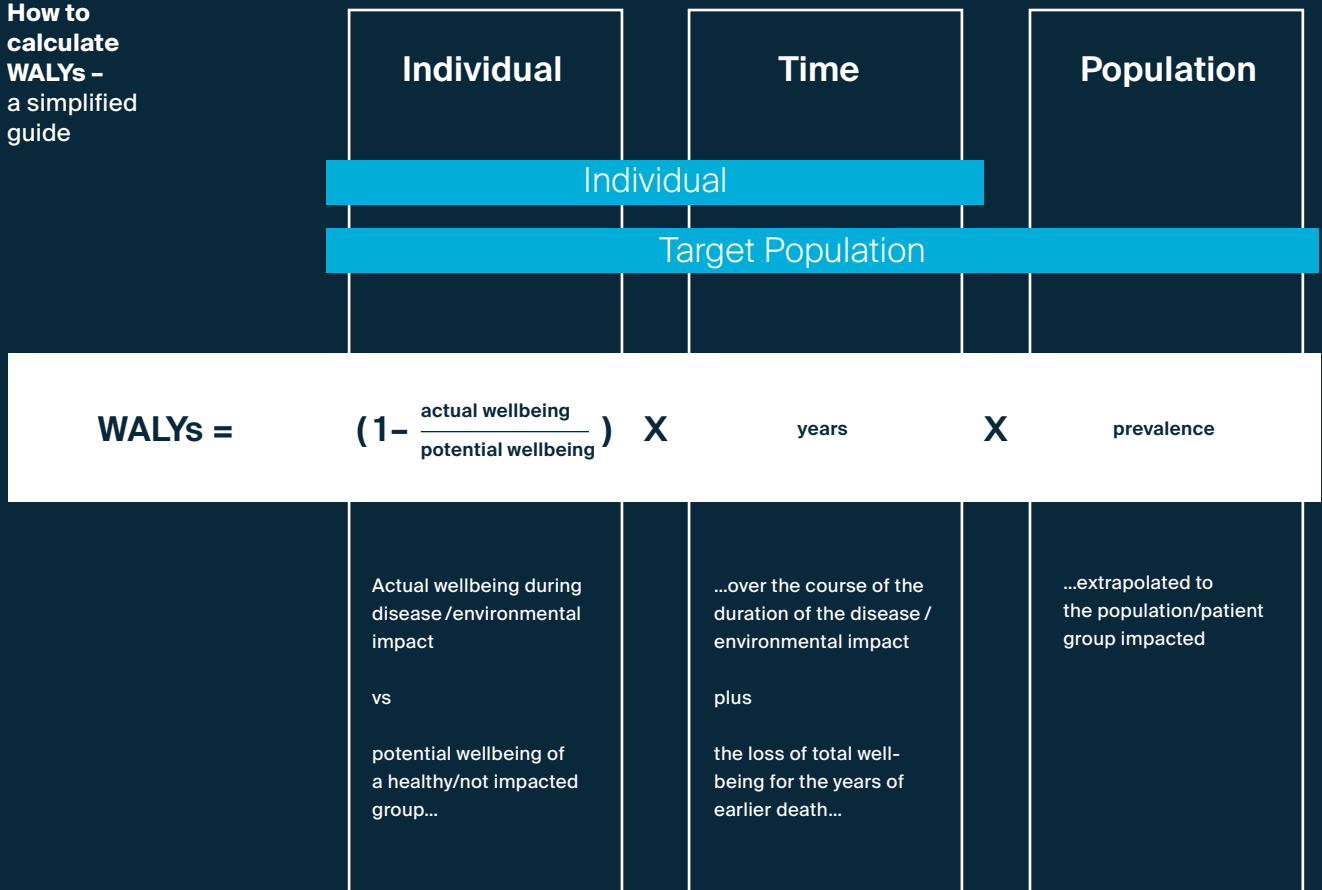 How to
calculate
WALYs –
a simplified
guide
Individual
Time
Population
Individual
Target Population
WALYs =
(1–
actual wellbeing
potential wellbeing
)
X
years
X
prevalence
Actual wellbeing during
disease/environmental
impact
vs
potential wellbeing of
a healthy/not impacted
group...
...over the course of the
duration of the disease /
environmental impact
plus
the loss of total well-
being for the years of
earlier death...
...extrapolated to
the population/patient
group impacted